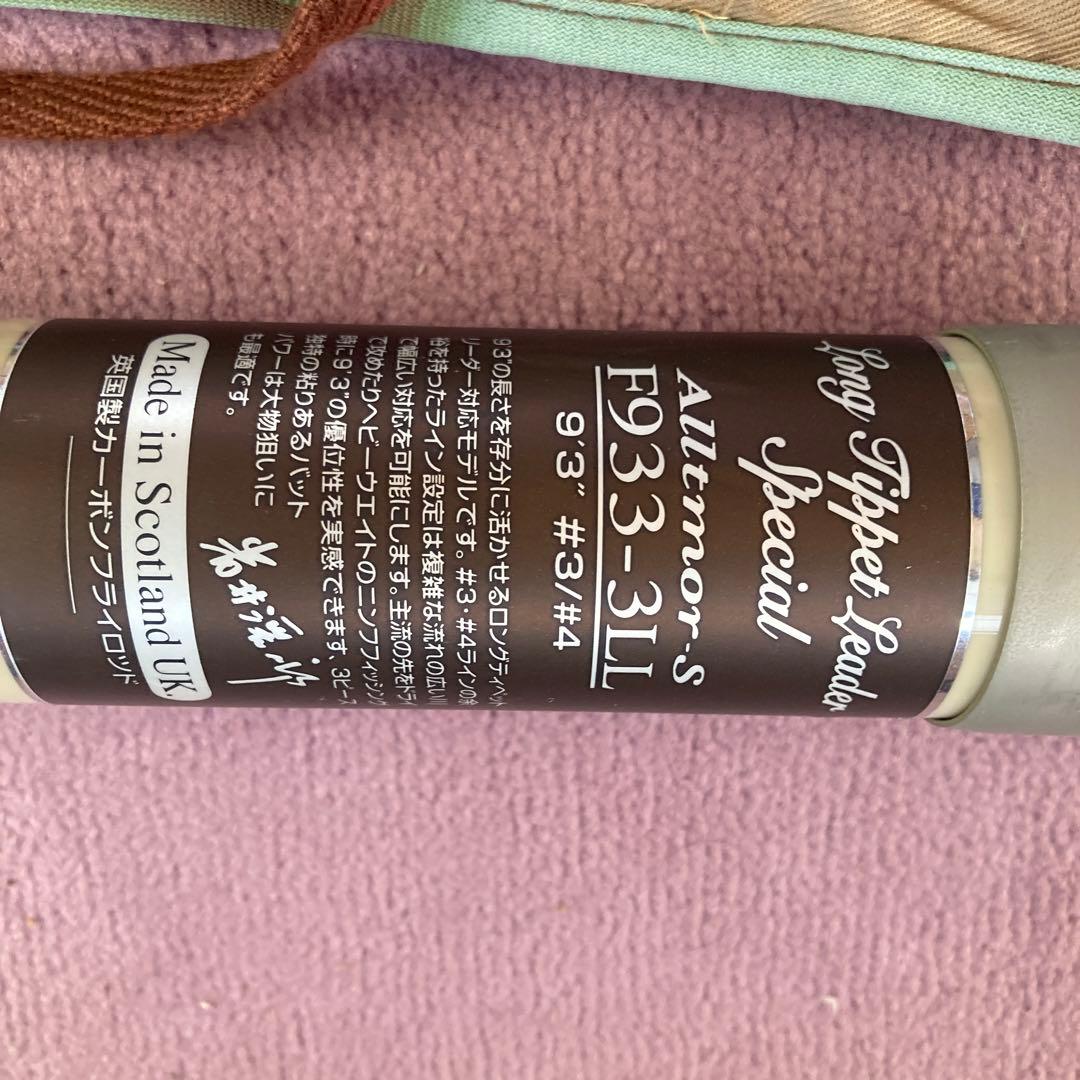 Long Tippet Leader
Special
Alltmor-S
F933-3LL
9'3" #3/#4
9'3"の長さを存分に活かせるロングティペット
リーダー対応モデルです。#3・#4ラインの
を持ったライン設定は複雑な流れの広い川
で幅広い対応を可能にします。主流の先をドライ
で攻めたりヘビーウエイトのニンフフィッシング
時に9'3"の優位性を実感できます、3ピース
独特の粘りあるバット
パワーは大物狙いに
も最適です。
Made in Scotland UK
英国製カーボンフライロッド